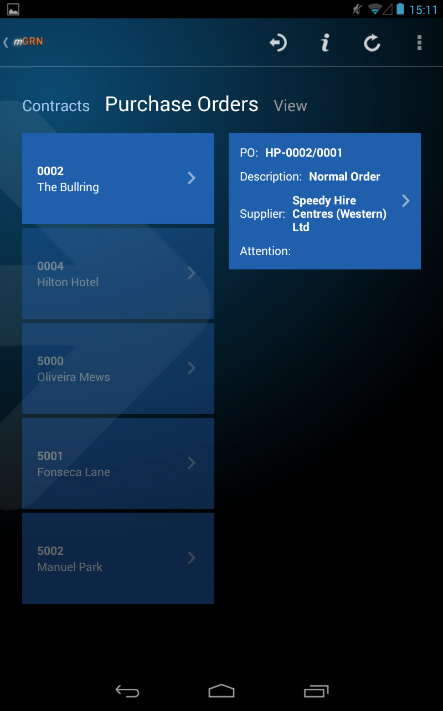 15:11
mGRN
Contracts Purchase Orders View
0002
The Bullring
0004
Hilton Hotel
5000
Oliveira Mews
5001
Fonseca Lane
5002
Manuel Park
PO: HP-0002/0001
Description: Normal Order
Supplier: Speedy Hire
Centres (Western)
Ltd
Attention: